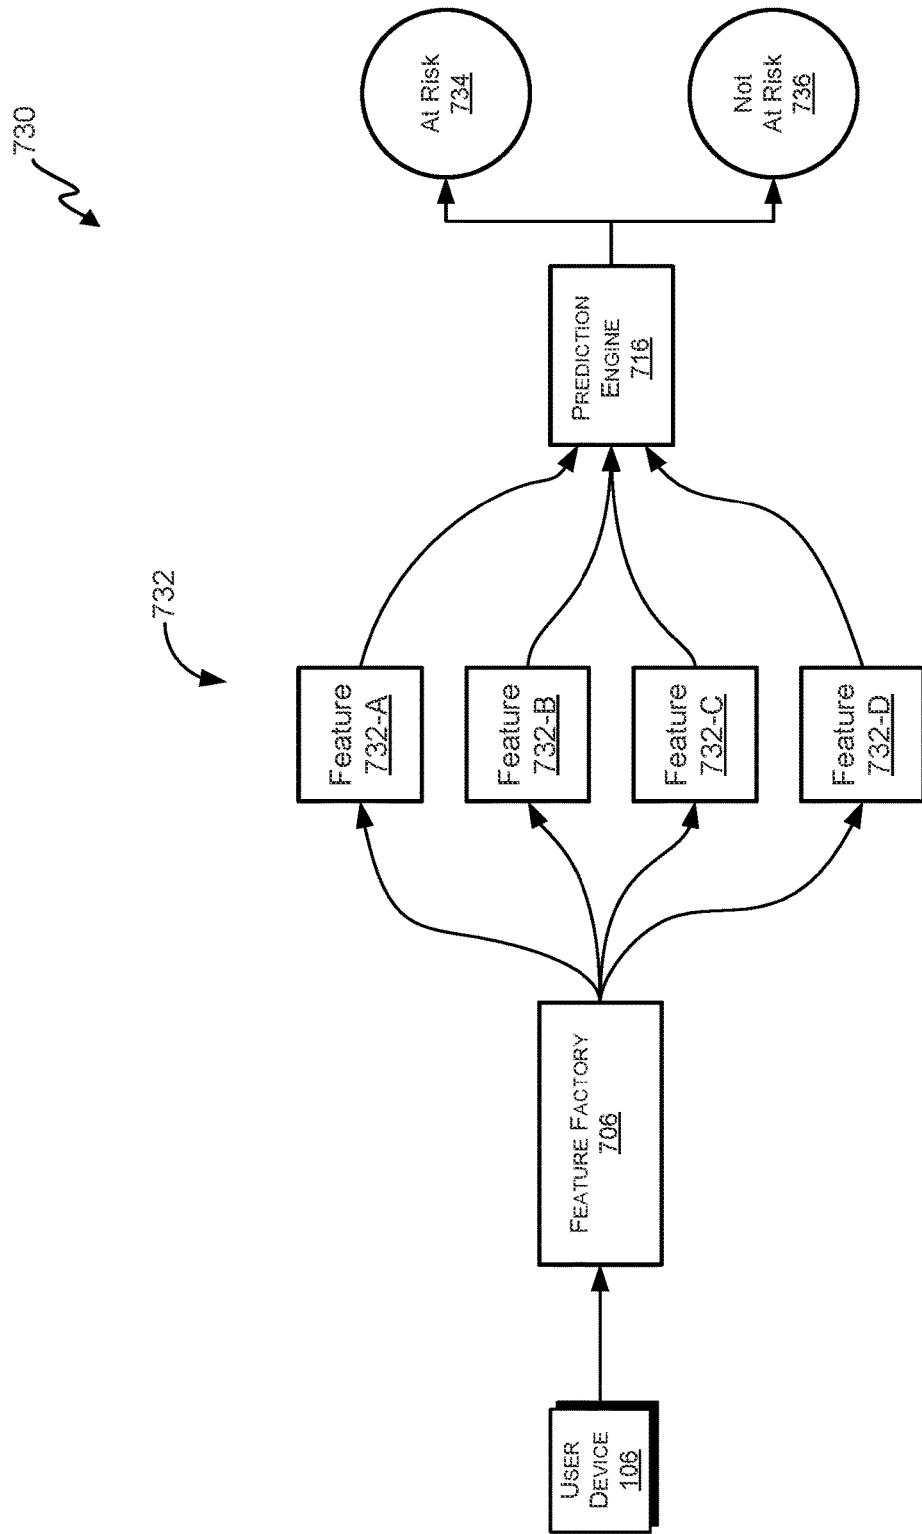 730
732
USER
DEVICE
106
FEATURE FACTORY
706
Feature
732-A
Feature
732-B
Feature
732-C
Feature
732-D
PREDICTION
ENGINE
716
At Risk
734
Not
At Risk
736